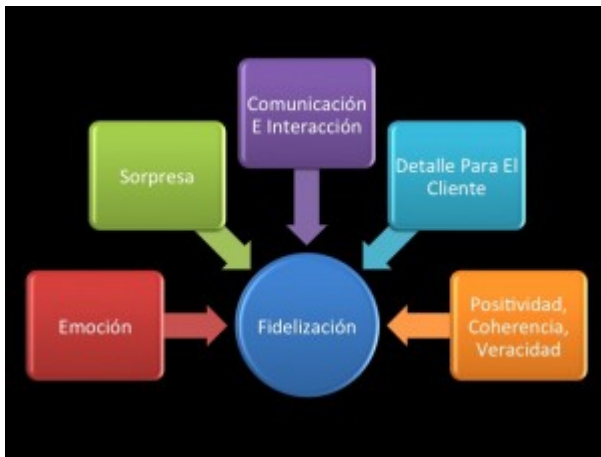 Comunicación
E Interacción
Sorpresa
Detalle Para El
Cliente
Emoción
Fidelización
Positividad,
Coherencia,
Veracidad